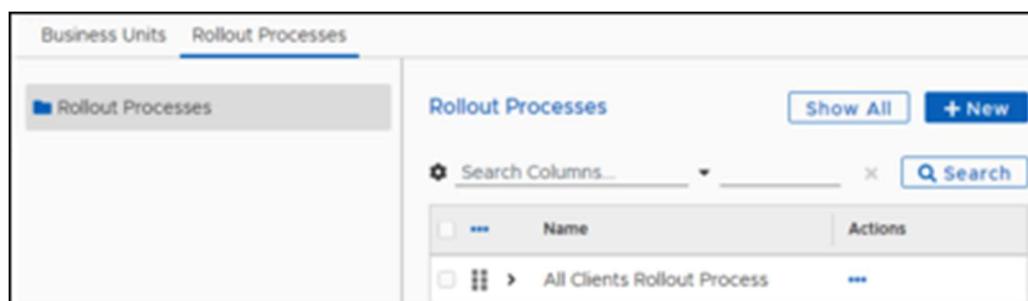 Business Units Rollout Processes
Rollout Processes
Rollout Processes Show All + New
Search Columns... Search
Name Actions
All Clients Rollout Process